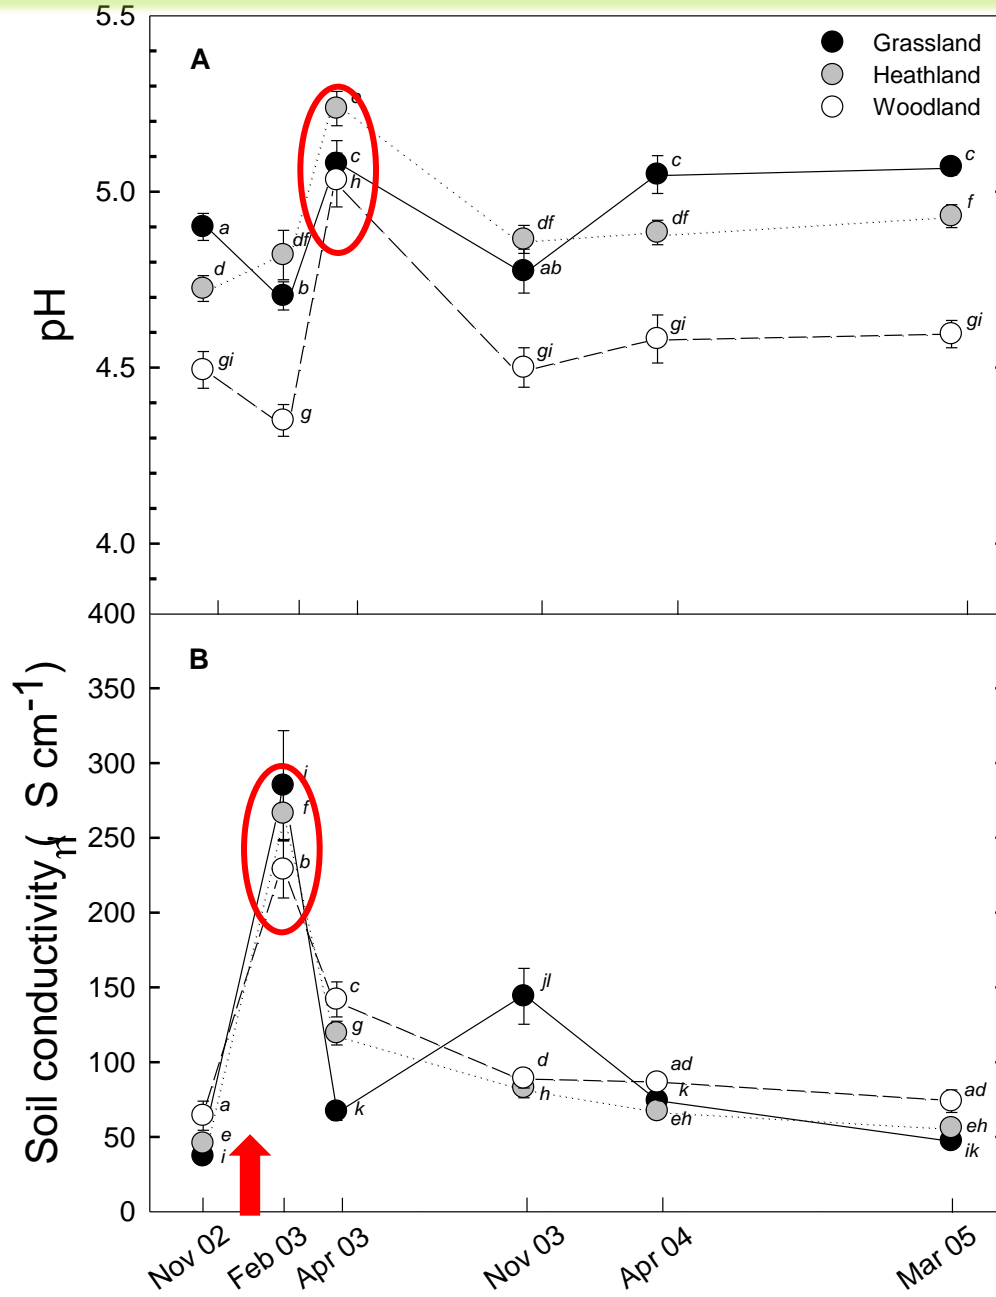 5.5
A
Grassland
Heathland
Woodland
e
c
h
c
c
5.0
a
df
df
df
f
d
b
ab
pH
gi
gi
gi
gi
4.5
g
4.0
400
B
350
300
j
f
250
b
200
Soil conductivity (µ S cm-1)
150
c
jl
g
100
d
ad
ad
a
k
k
h
eh
eh
50
e
i
ik
0
Nov 02
Feb 03
Apr 03
Nov 03
Apr 04
Mar 05